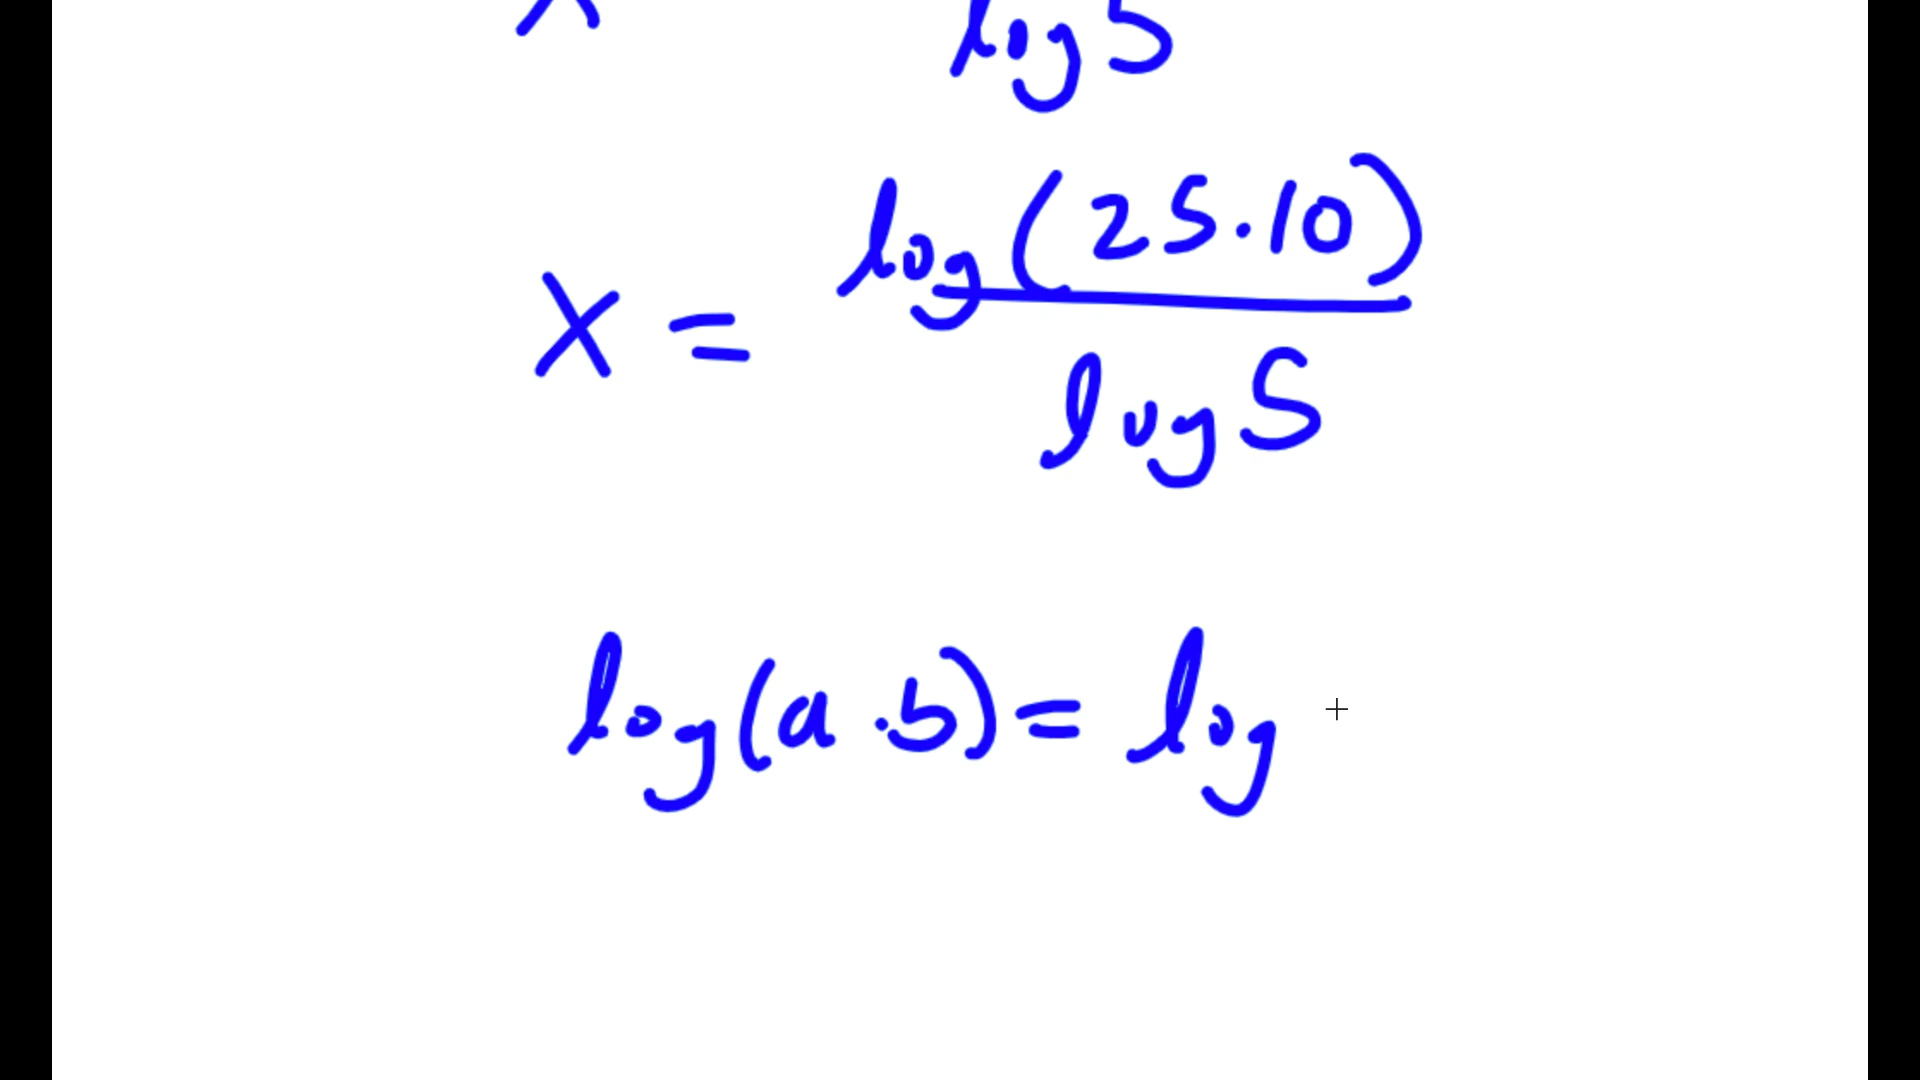 x log 5
x = log(25.10) / log 5
log(a.b) = log